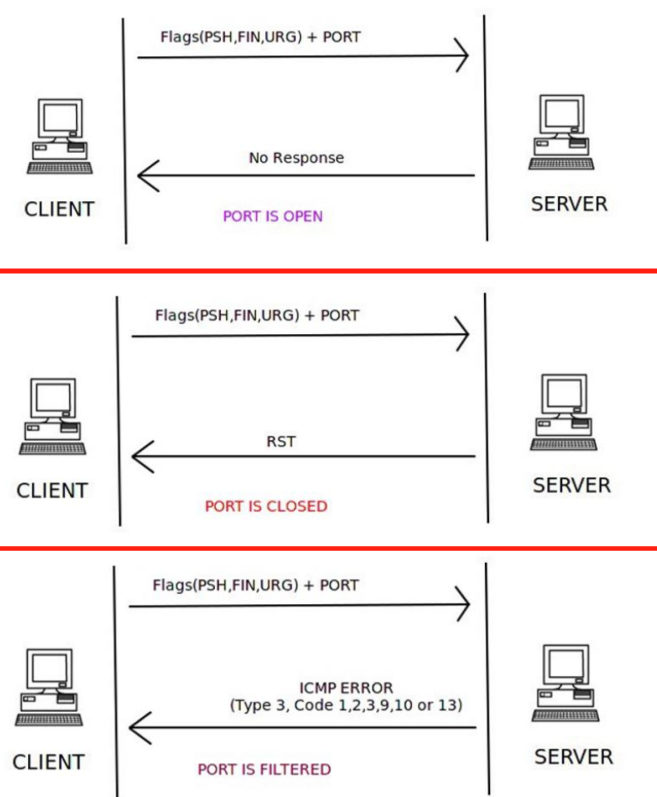 Flags(PSH,FIN,URG) + PORT
No Response
CLIENT
SERVER
PORT IS OPEN
Flags(PSH,FIN,URG) + PORT
RST
CLIENT
SERVER
PORT IS CLOSED
Flags(PSH,FIN,URG) + PORT
ICMP ERROR
(Type 3, Code 1,2,3,9,10 or 13)
CLIENT
SERVER
PORT IS FILTERED